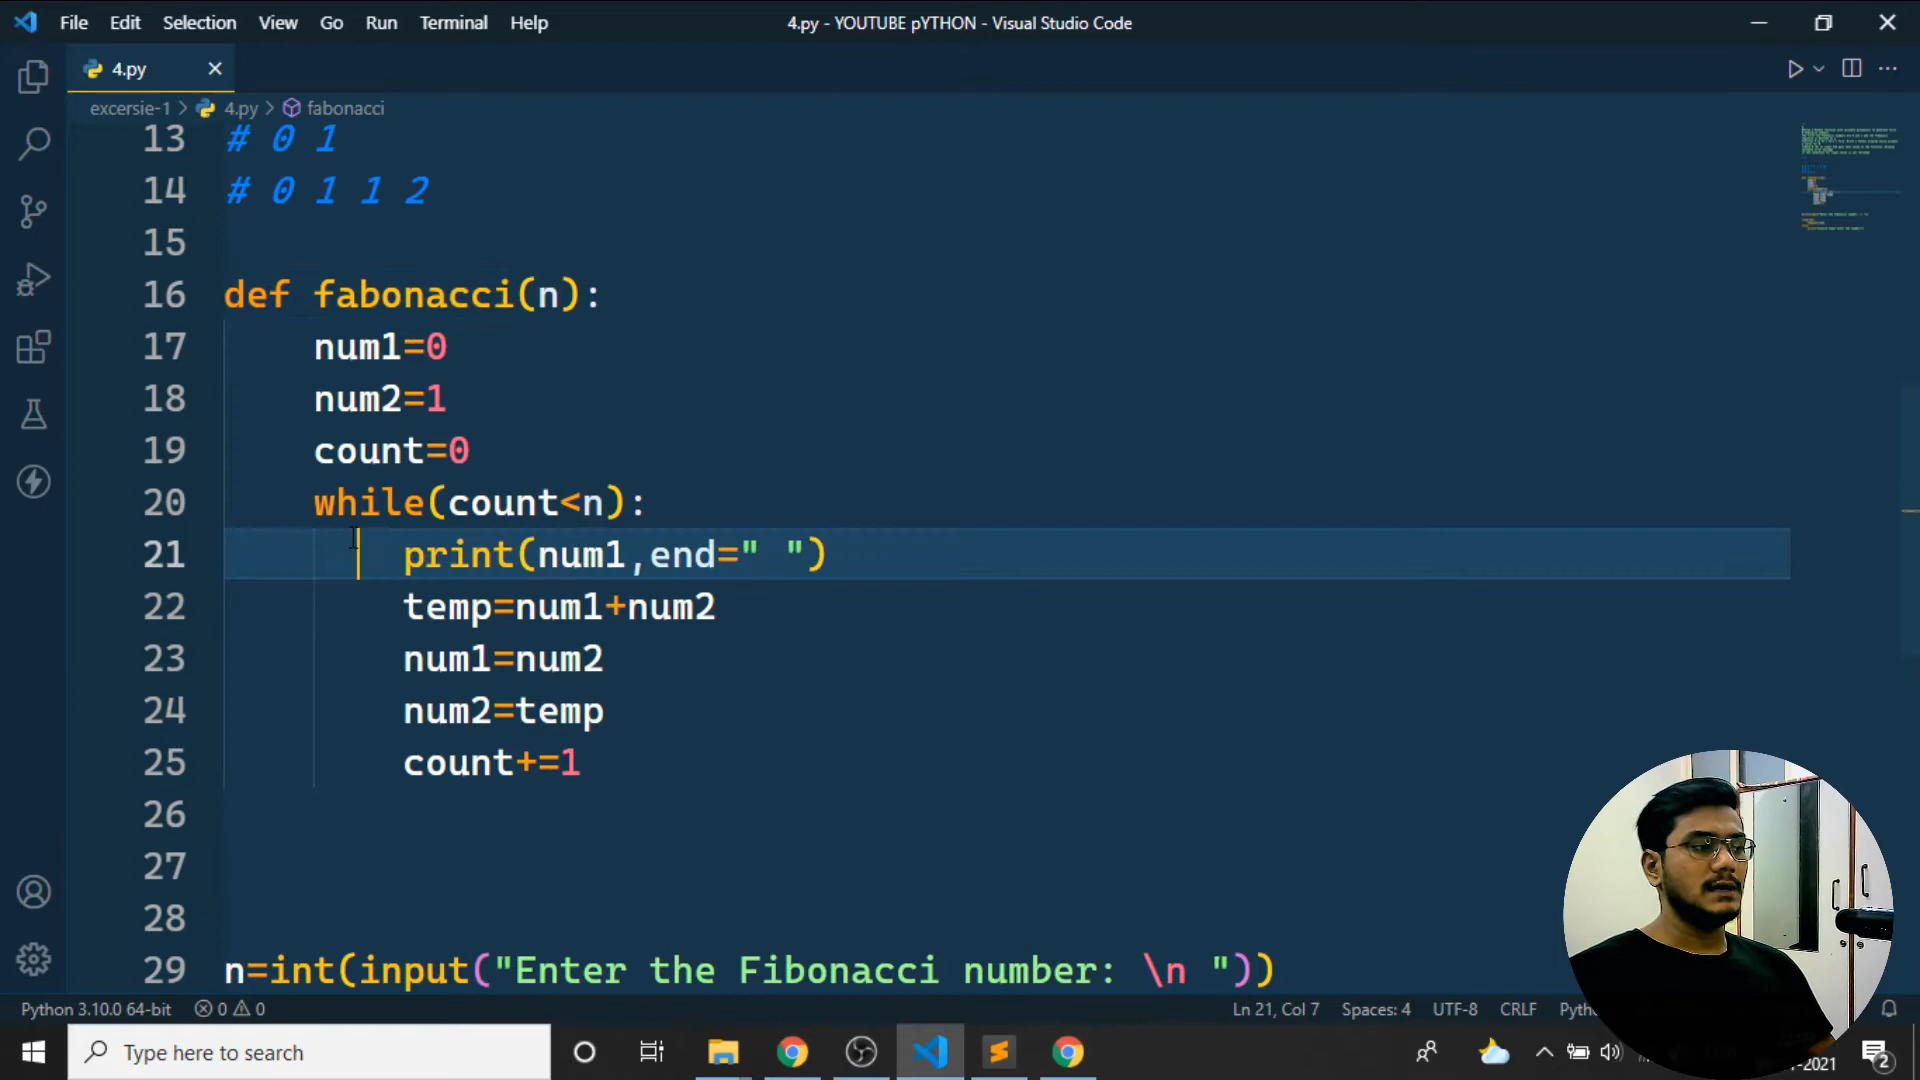 File Edit Selection View Go Run Terminal Help 4.py - YOUTUBE pYTHON - Visual Studio Code
4.py
excersie-1 > 4.py > fabonacci
13 # 0 1
14 # 0 1 1 2
15
16 def fabonacci(n):
17 num1=0
18 num2=1
19 count=0
20 while(count<n):
21 print(num1,end=" ")
22 temp=num1+num2
23 num1=num2
24 num2=temp
25 count+=1
26
27
28
29 n=int(input("Enter the Fibonacci number: \n "))
Python 3.10.0 64-bit 0 0 Ln 21, Col 7 Spaces: 4 UTF-8 CRLF
Type here to search
2021 2